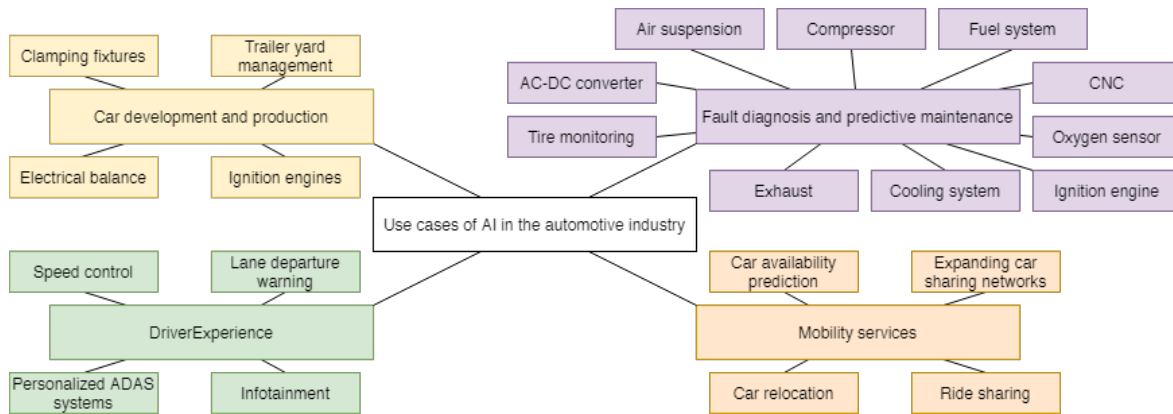 Air suspension
Compressor
Fuel system
Clamping fixtures
Trailer yard
management
AC-DC converter
CNC
Car development and production
Fault diagnosis and predictive maintenance
Tire monitoring
Oxygen sensor
Electrical balance
Ignition engines
Exhaust
Cooling system
Ignition engine
Use cases of AI in the automotive industry
Speed control
Lane departure
warning
Car availability
prediction
Expanding car
sharing networks
DriverExperience
Mobility services
Personalized ADAS
systems
Infotainment
Car relocation
Ride sharing